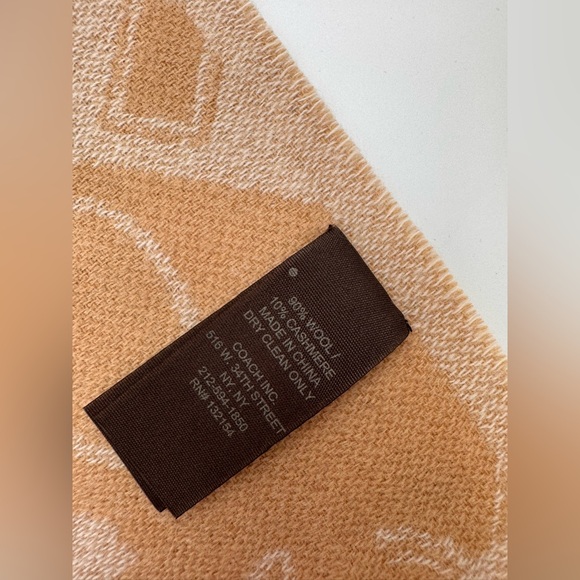 90% WOOL/
10% CASHMERE
MADE IN CHINA
DRY CLEAN ONLY
COACH INC.
516 W 34TH STREET
NY, NY
212-594-1850
RN# 132154